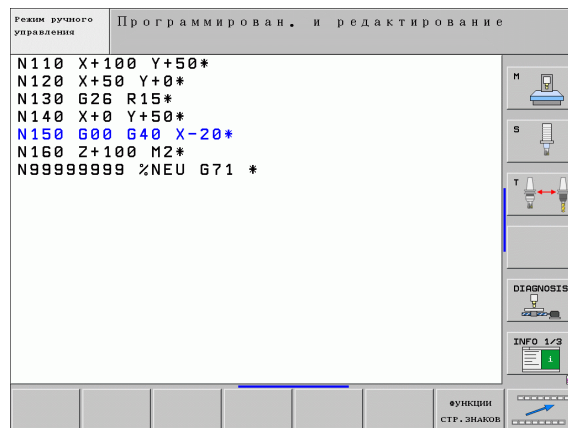 Режим ручного
управления
Программирован. и редактирование
N110 X+100 Y+50*
N120 X+50 Y+0*
N130 G26 R15*
N140 X+0 Y+50*
N150 G00 G40 X-20*
N160 Z+100 M2*
N99999999 %NEU G71 *
M
S
T
DIAGNOSIS
INFO 1/3
i
ФУНКЦИИ
СТР.ЗНАКОВ